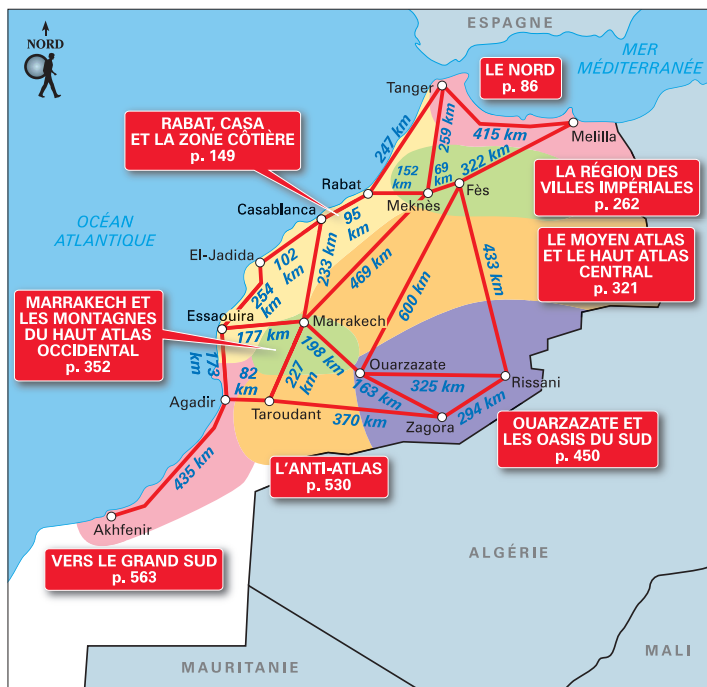 ESPAGNE
NORD
MER
MÉDITERRANÉE
LE NORD
p. 86
Tanger
Melilla
415 km
259 km
247 km
RABAT, CASA
ET LA ZONE CÔTIÈRE
p. 149
152
km
69
km
322 km
Rabat
Meknès
Fès
LA RÉGION DES
VILLES IMPÉRIALES
p. 262
Casablanca
95
km
OCÉAN
ATLANTIQUE
El-Jadida
102
km
233 km
469 km
433 km
LE MOYEN ATLAS
ET LE HAUT ATLAS
CENTRAL
p. 321
254
km
600 km
MARRAKECH ET
LES MONTAGNES
DU HAUT ATLAS
OCCIDENTAL
p. 352
Essaouira
Marrakech
177 km
198 km
173
km
82
km
227
km
Ouarzazate
325 km
Rissani
163 km
294 km
Agadir
Taroudant
370 km
Zagora
OUARZAZATE ET
LES OASIS DU SUD
p. 450
435 km
L'ANTI-ATLAS
p. 530
Akhfenir
VERS LE GRAND SUD
p. 563
ALGÉRIE
MAURITANIE
MALI